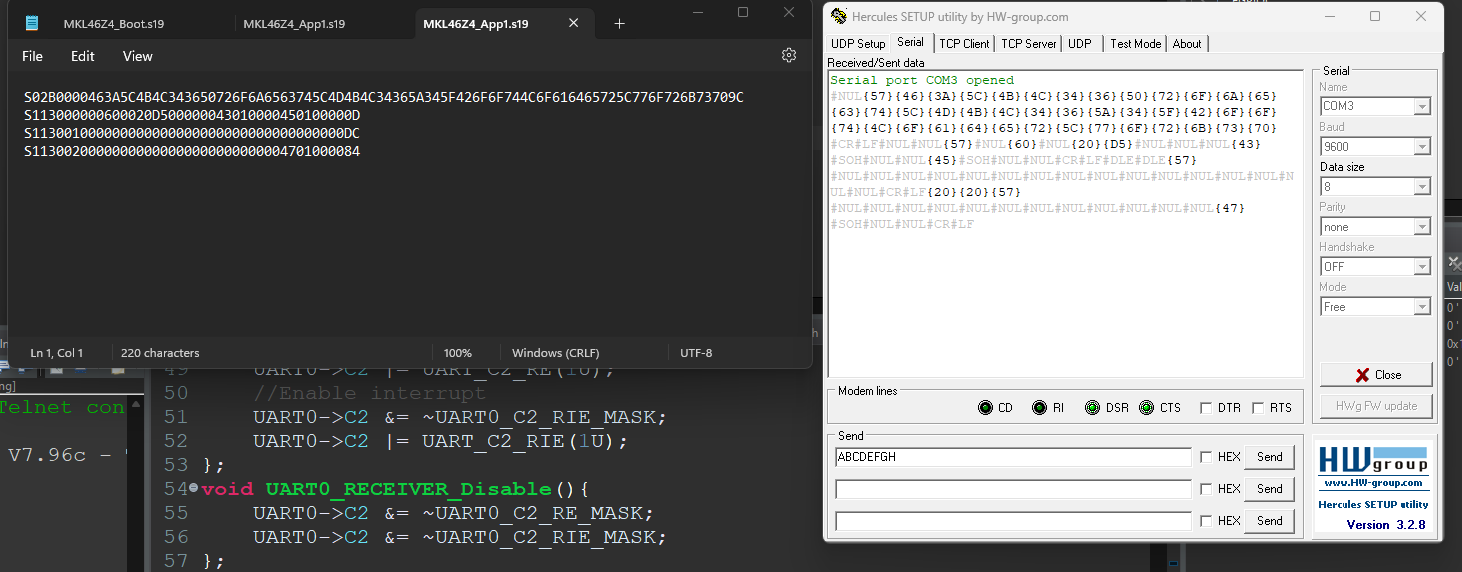 MKL46Z4_Boot.s19
MKL46Z4_App1.s19
MKL46Z4_App1.s19
File Edit View
S02B0000463A5C4B4C343650726F6A6563745C4D4B4C34365A345F426F6F744C6F616465725C776F726B73709C
S113000000600020D5000000430100004501​00000D
S1130010000000000000000000000000000000000000DC
S113002000000000000000000000000047010000​84
Ln 1, Col 1
220 characters
100%
Windows (CRLF)
UTF-8
Hercules SETUP utility by HW-group.com
UDP Setup Serial TCP Client TCP Server UDP Test Mode About
Received/Sent data
Serial port COM3 opened
#NUL{57}{46}{3A}{5C}{4B}{4C}{34}{36}{50}{72}{6F}{6A}{65}
{63}{74}{5C}{4D}{4B}{4C}{34}{36}{5A}{34}{5F}{42}{6F}{6F}
{74}{4C}{6F}{61}{64}{65}{72}{5C}{77}{6F}{72}{6B}{73}{70}
#CR#LF#NUL#NUL{57}#NUL{60}#NUL{20}{D5}#NUL#NUL#NUL{43}
#SOH#NUL#NUL{45}#SOH#NUL#NUL#CR#LF#DLE#DLE{57}
#NUL#NUL#NUL#NUL#NUL#NUL#NUL#NUL#NUL#NUL#NUL#NUL#NUL#NUL#N
UL#NUL#CR#LF{20}{20}{57}
#NUL#NUL#NUL#NUL#NUL#NUL#NUL#NUL#NUL#NUL#NUL#NUL{47}
#SOH#NUL#NUL#CR#LF
Serial
Name
COM3
Baud
9600
Data size
8
Parity
none
Handshake
OFF
Mode
Free
Close
HWg FW update
Modem lines
CD RI DSR CTS DTR RTS
Send
ABCDEFGH
HEX Send
HEX Send
HEX Send
HW group
www.HW-group.com
Hercules SETUP utility
Version 3.2.8
Telnet con
V7.96c - 
49 UART0->C2 |= UART_C2_RE(1U);
50 //Enable interrupt
51 UART0->C2 &= ~UART0_C2_RIE_MASK;
52 UART0->C2 |= UART_C2_RIE(1U);
53 };
54 void UART0_RECEIVER_Disable(){
55 UART0->C2 &= ~UART0_C2_RE_MASK;
56 UART0->C2 &= ~UART0_C2_RIE_MASK;
57 };
Val